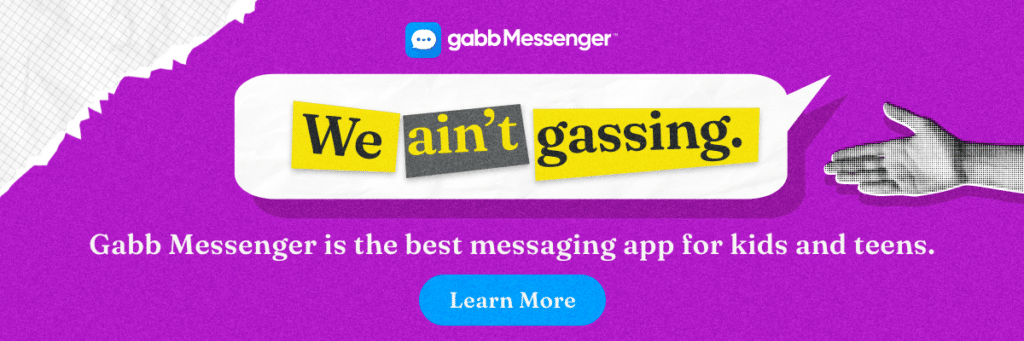 gabb Messenger™
We ain't gassing.
Gabb Messenger is the best messaging app for kids and teens.
Learn More